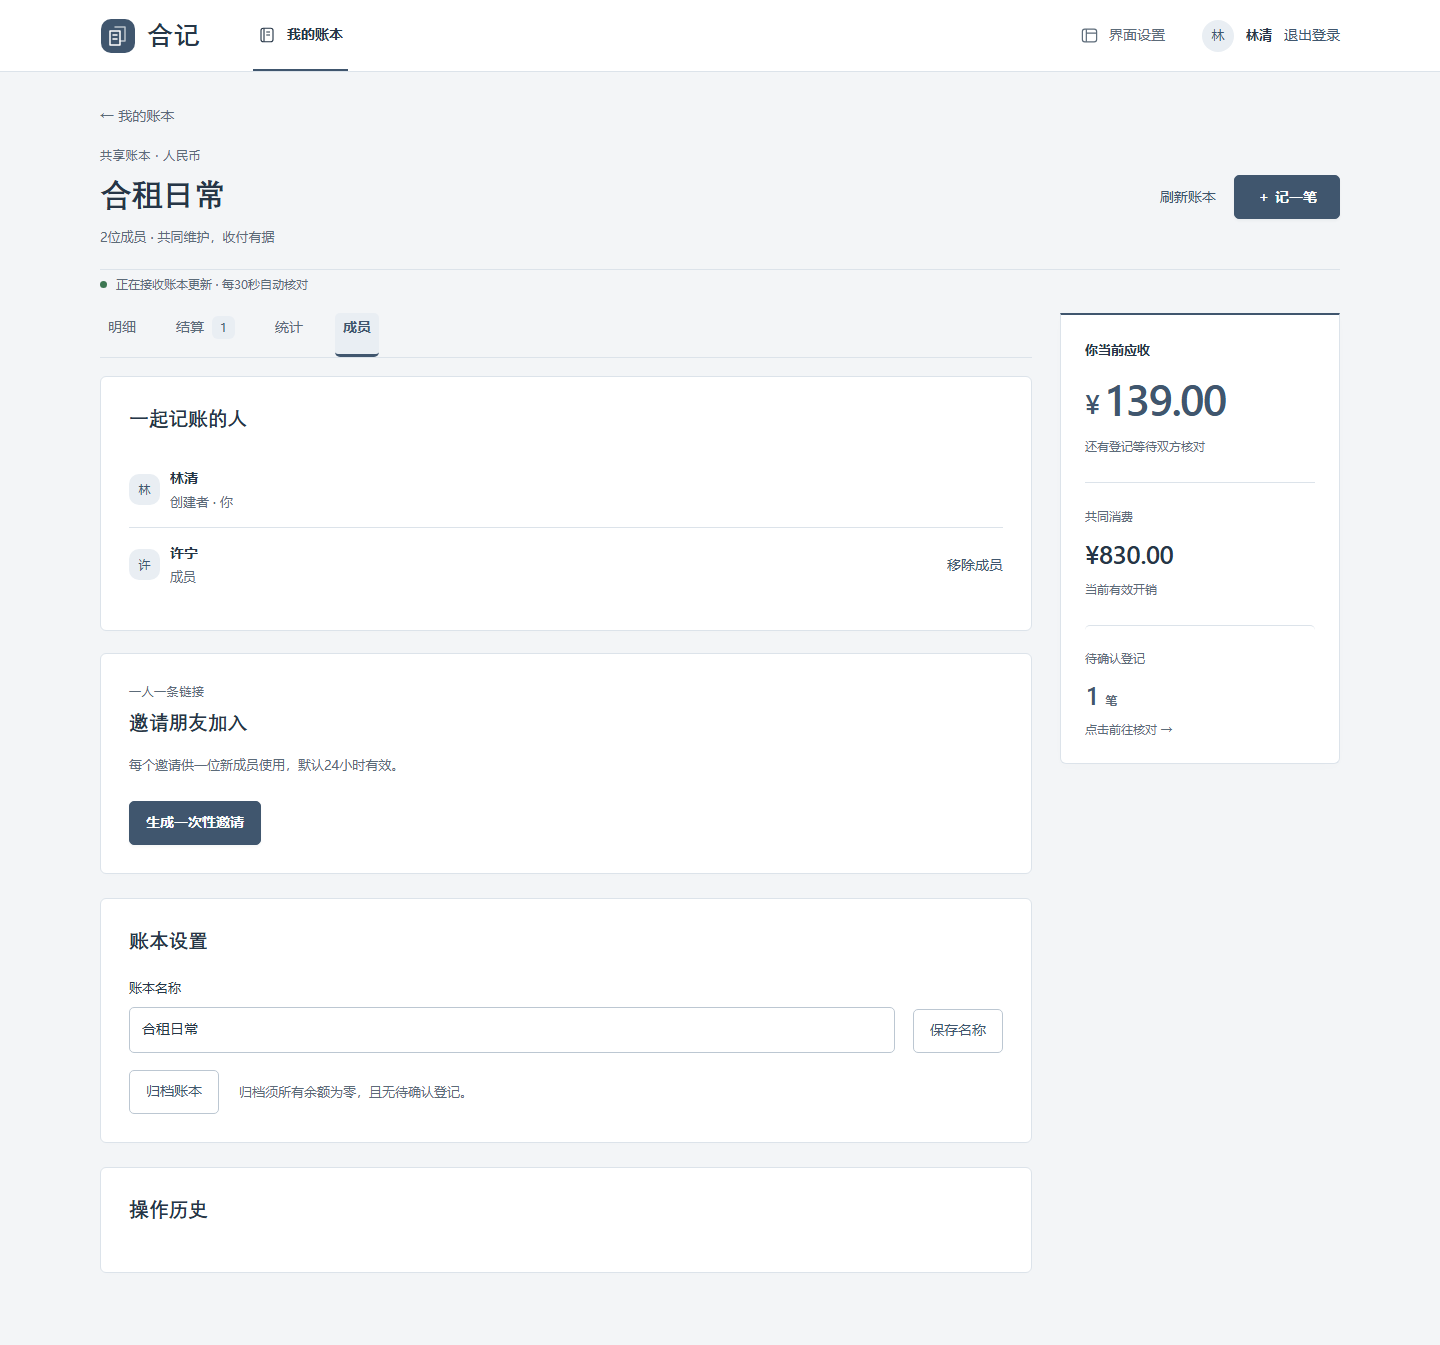 合记
我的账本
界面设置
林 林清 退出登录
← 我的账本
共享账本 · 人民币
合租日常
刷新账本
+ 记一笔
2位成员 · 共同维护，收付有据
正在接收账本更新 · 每30秒自动核对
明细
结算 1
统计
成员
一起记账的人
林
林清
创建者 · 你
许
许宁
成员
移除成员
一人一条链接
邀请朋友加入
每个邀请供一位新成员使用，默认24小时有效。
生成一次性邀请
账本设置
账本名称
合租日常
保存名称
归档账本
归档须所有余额为零，且无待确认登记。
操作历史
你当前应收
¥ 139.00
还有登记等待双方核对
共同消费
¥830.00
当前有效开销
待确认登记
1 笔
点击前往核对 →